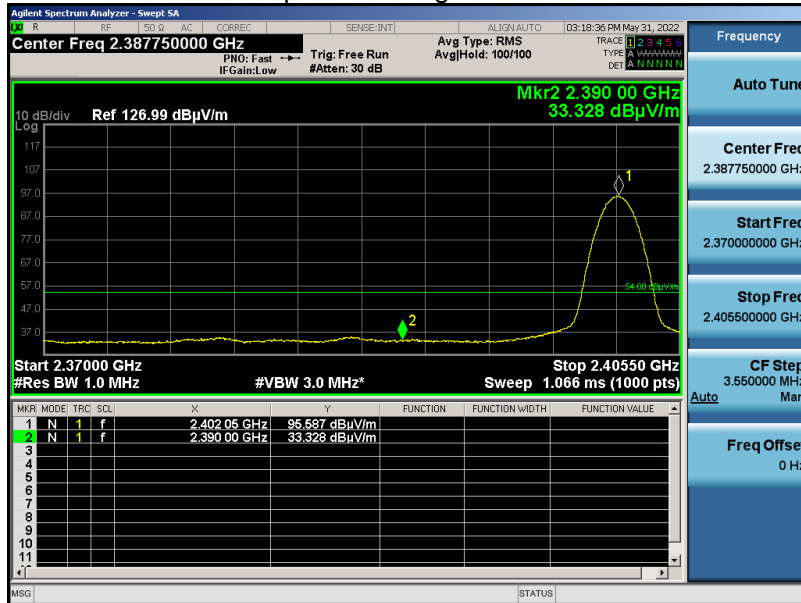 Agilent Spectrum Analyzer - Swept SA
LXI R RF 50 Ω AC CORREC SENSE:INT ALIGN AUTO 03:18:36 PM May 31, 2022
Center Freq 2.387750000 GHz
PNO: Fast
IFGain:Low
Trig: Free Run
#Atten: 30 dB
Avg Type: RMS
Avg|Hold: 100/100
TRACE 1 2 3 4 5 6
TYPE A
DET A N N N N N
Mkr2 2.390 00 GHz
33.328 dBµV/m
10 dB/div Ref 126.99 dBµV/m
Log
117
107
97.0
87.0
77.0
67.0
57.0
47.0
37.0
1
54.00 dBµV/m
2
Start 2.37000 GHz Stop 2.40550 GHz
#Res BW 1.0 MHz #VBW 3.0 MHz* Sweep 1.066 ms (1000 pts)
MKR MODE TRC SCL X Y FUNCTION FUNCTION WIDTH FUNCTION VALUE
1 N 1 f 2.402 05 GHz 95.587 dBµV/m
2 N 1 f 2.390 00 GHz 33.328 dBµV/m
3
4
5
6
7
8
9
10
11
MSG STATUS
Frequency
Auto Tune
Center Freq
2.387750000 GHz
Start Freq
2.370000000 GHz
Stop Freq
2.405500000 GHz
CF Step
3.550000 MHz
Auto Man
Freq Offset
0 Hz